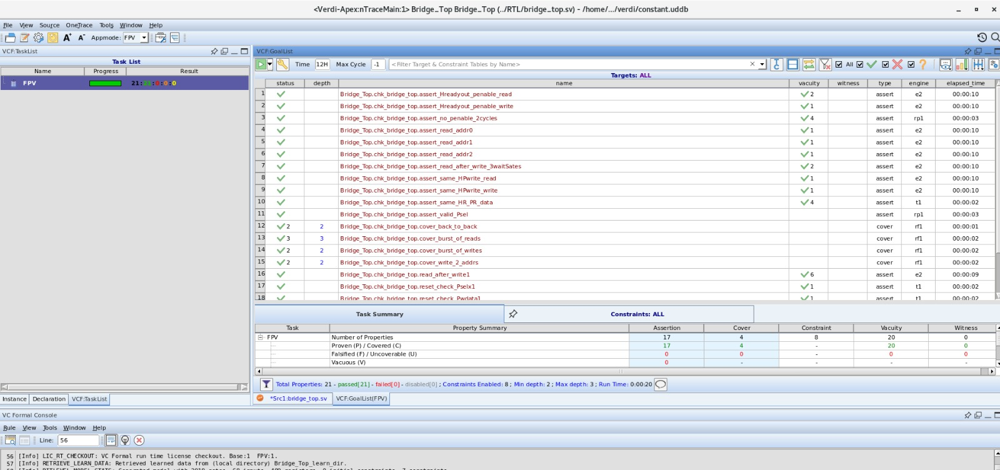 <Verdi-Apex:nTraceMain:1> Bridge_Top Bridge_Top (../RTL/bridge_top.sv) - /home/.../verdi/constant.uddb
File View Source OneTrace Tools Window Help
Appmode: FPV
VCF:TaskList
Task List
Name Progress Result
FPV 21:21:0:0:0
VCF:GoalList
Time 12H Max Cycle -1 <Filter Target & Constraint Tables by Name> All
Targets: ALL
status depth name vacuity witness type engine elapsed_time
1 Bridge_Top.chk_bridge_top.assert_Hreadyout_penable_read 2 assert e2 00:00:10
2 Bridge_Top.chk_bridge_top.assert_Hreadyout_penable_write 1 assert e2 00:00:10
3 Bridge_Top.chk_bridge_top.assert_no_penable_2cycles 4 assert rp1 00:00:03
4 Bridge_Top.chk_bridge_top.assert_read_addr0 1 assert e2 00:00:10
5 Bridge_Top.chk_bridge_top.assert_read_addr1 1 assert e2 00:00:10
6 Bridge_Top.chk_bridge_top.assert_read_addr2 1 assert e2 00:00:10
7 Bridge_Top.chk_bridge_top.assert_read_after_write_3waitSates 2 assert e2 00:00:10
8 Bridge_Top.chk_bridge_top.assert_same_HPwrite_read 1 assert e2 00:00:10
9 Bridge_Top.chk_bridge_top.assert_same_HPwrite_write 1 assert e2 00:00:10
10 Bridge_Top.chk_bridge_top.assert_same_HR_PR_data 4 assert t1 00:00:02
11 Bridge_Top.chk_bridge_top.assert_valid_Psel assert rp1 00:00:03
12 2 2 Bridge_Top.chk_bridge_top.cover_back_to_back cover rf1 00:00:01
13 3 3 Bridge_Top.chk_bridge_top.cover_burst_of_reads cover rf1 00:00:02
14 2 2 Bridge_Top.chk_bridge_top.cover_burst_of_writes cover rf1 00:00:02
15 2 2 Bridge_Top.chk_bridge_top.cover_write_2_addrs cover rf1 00:00:02
16 Bridge_Top.chk_bridge_top.read_after_write1 6 assert e2 00:00:09
17 Bridge_Top.chk_bridge_top.reset_check_Pselx1 1 assert t1 00:00:02
18 Bridge_Top.chk_bridge_top.reset_check_Pwdata1 1 assert t1 00:00:02
Task Summary Constraints: ALL
Task Property Summary Assertion Cover Constraint Vacuity Witness
FPV Number of Properties 17 4 8 20 0
Proven (P) / Covered (C) 17 4 - 20 0
Falsified (F) / Uncoverable (U) 0 0 - 0 0
Vacuous (V) 0 - - - -
Total Properties: 21 - passed[21] - failed[0] - disabled[0] ; Constraints Enabled: 8 ; Min depth: 2 ; Max depth: 3 ; Run Time: 0:00:20
Instance Declaration VCF:TaskList
*Src1:bridge_top.sv VCF:GoalList(FPV)
VC Formal Console
Rule View Tools Window Help
Line: 56
56 [Info] LIC_RT_CHECKOUT: VC Formal run time license checkout. Base:1 FPV:1.
57 [Info] RETRIEVE_LEARN_DATA: Retrieved learned data from (local directory) Bridge_Top_learn_dir.